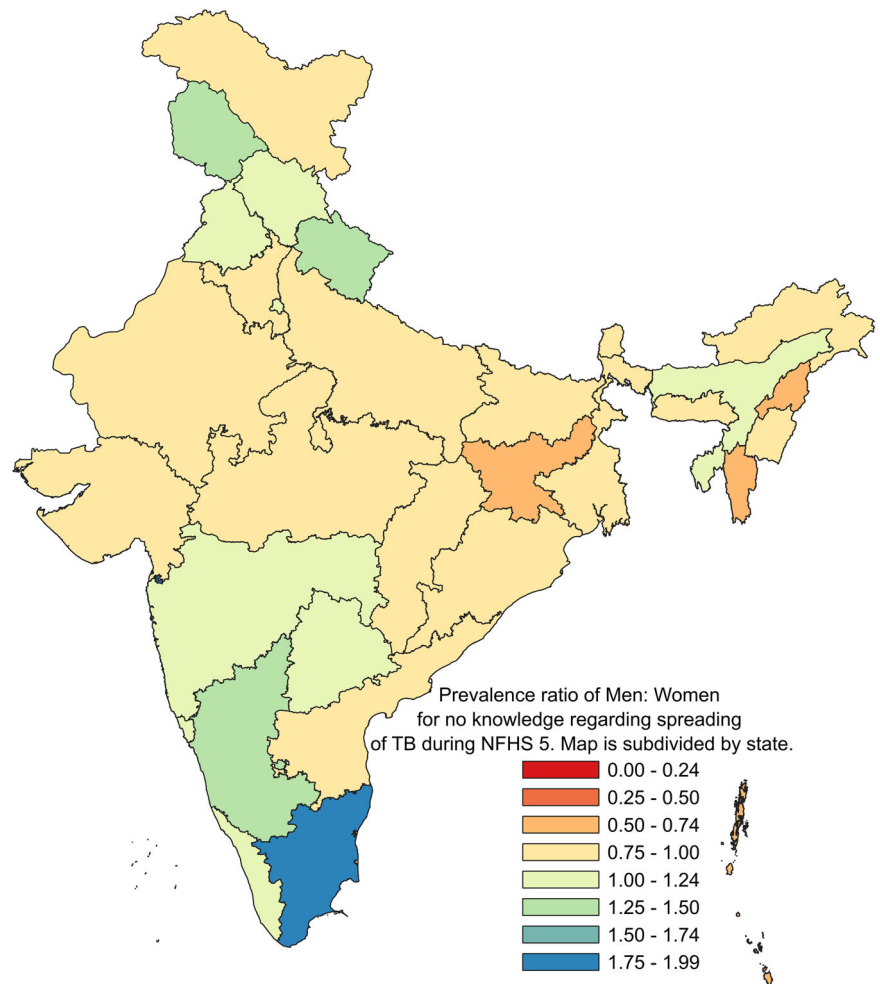 Prevalence ratio of Men: Women
for no knowledge regarding spreading
of TB during NFHS 5. Map is subdivided by state.
0.00 - 0.24
0.25 - 0.50
0.50 - 0.74
0.75 - 1.00
1.00 - 1.24
1.25 - 1.50
1.50 - 1.74
1.75 - 1.99